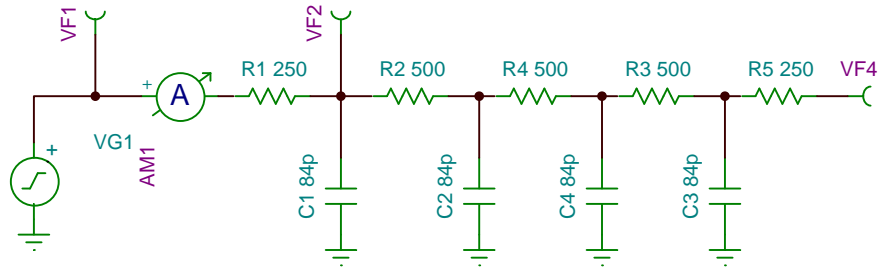 VF1
VF2
R1 250
R2 500
R4 500
R3 500
R5 250
VF4
+
A
+
VG1
AM1
C1 84p
C2 84p
C4 84p
C3 84p